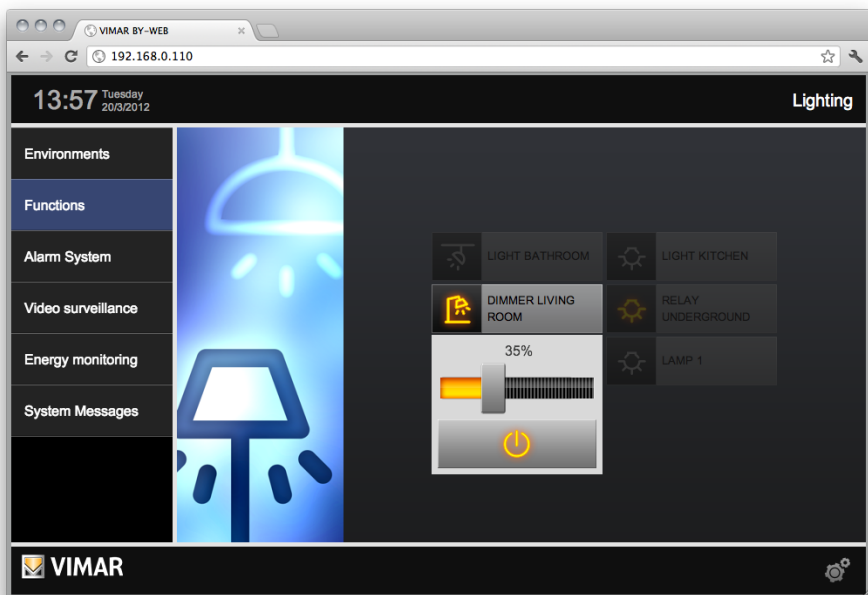 VIMAR BY-WEB
192.168.0.110
13:57
Tuesday
20/3/2012
Lighting
Environments
Functions
Alarm System
Video surveillance
Energy monitoring
System Messages
LIGHT BATHROOM
LIGHT KITCHEN
DIMMER LIVING
ROOM
RELAY
UNDERGROUND
35%
LAMP 1
VIMAR